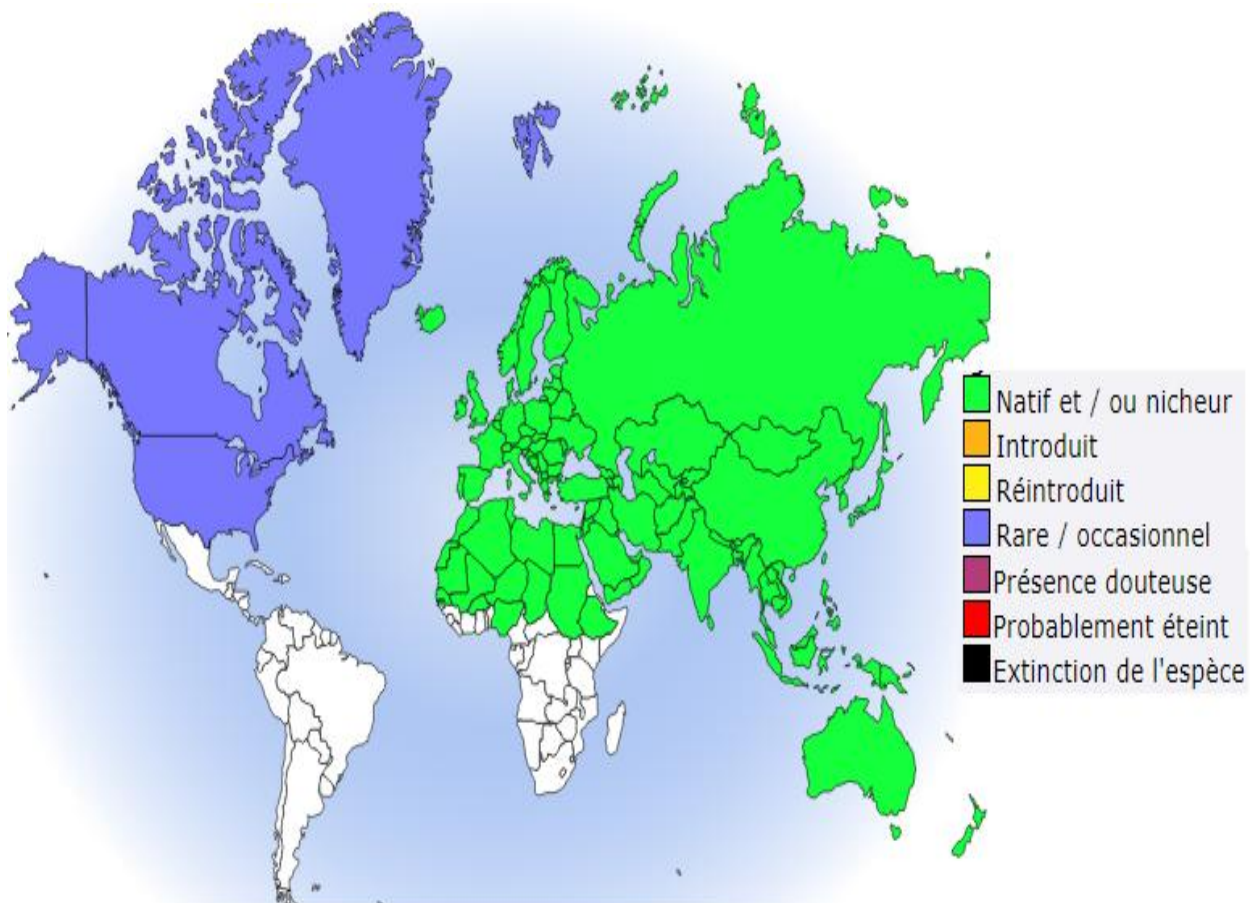 Natif et / ou nicheur
Introduit
Réintroduit
Rare / occasionnel
Présence douteuse
Probablement éteint
Extinction de l'espèce